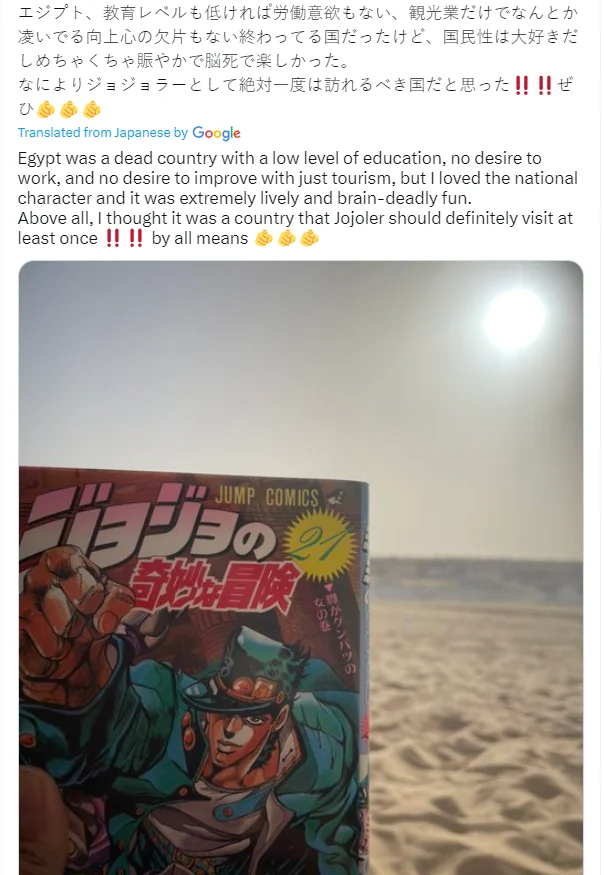 エジプト、教育レベルも低ければ労働意欲もない、観光業だけでなんとか
凌いでる向上心の欠片もない終わってる国だったけど、国民性は大好きだ
しめちゃくちゃ賑やかで脳死で楽しかった。
なによりジョジョラーとして絶対一度は訪れるべき国だと思った‼️‼️ぜ
ひ🫵🫵🫵
Translated from Japanese by Google
Egypt was a dead country with a low level of education, no desire to
work, and no desire to improve with just tourism, but I loved the national
character and it was extremely lively and brain-deadly fun.
Above all, I thought it was a country that Jojoler should definitely visit at
least once ‼️ ‼️ by all means 🫵🫵🫵
JUMP COMICS
ジョジョの
21
奇妙な冒険